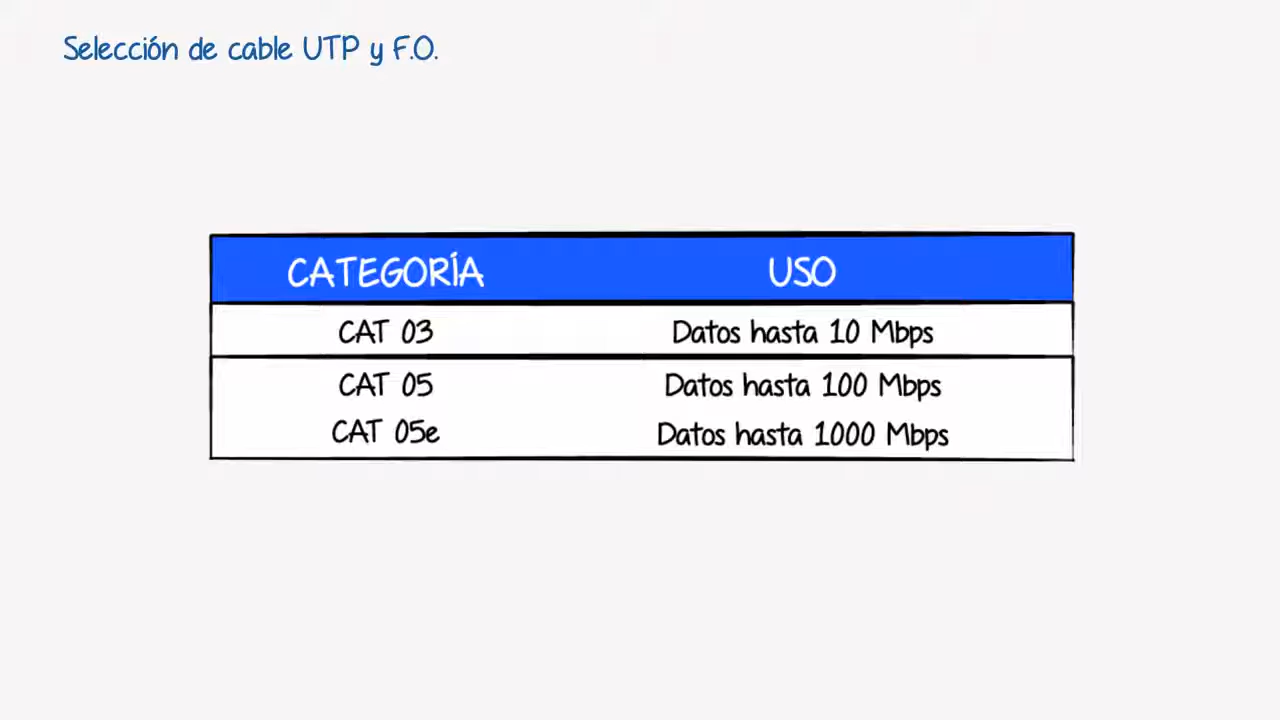 Selección de cable UTP y F.O.
CATEGORÍA USO
CAT 03 Datos hasta 10 Mbps
CAT 05 Datos hasta 100 Mbps
CAT 05e Datos hasta 1000 Mbps